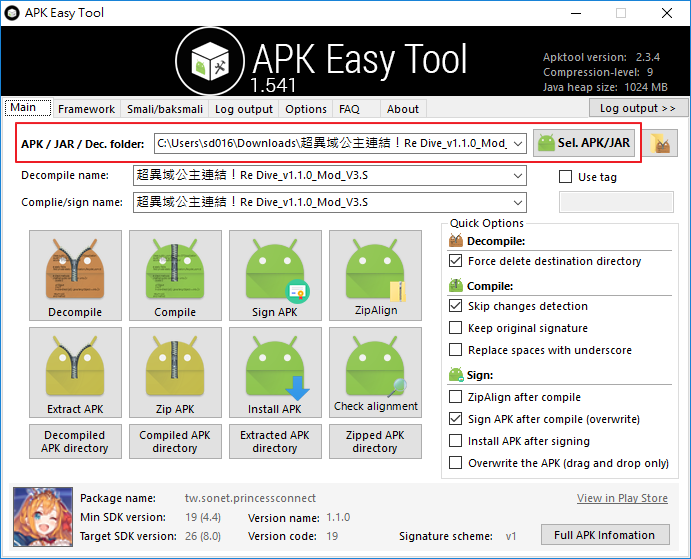 APK Easy Tool
APK Easy Tool
1.541
Apktool version: 2.3.4
Compression-level: 9
Java heap size: 1024 MB
Main Framework Smali/baksmali Log output Options FAQ About Log output >>
APK / JAR / Dec. folder: C:\Users\sd016\Downloads\超異域公主連結！Re Dive_v1.1.0_Mod_ Sel. APK/JAR
Decompile name: 超異域公主連結！Re Dive_v1.1.0_Mod_V3.S Use tag
Complie/sign name: 超異域公主連結！Re Dive_v1.1.0_Mod_V3.S
Quick Options
Decompile:
Force delete destination directory
Compile:
Skip changes detection
Keep original signature
Replace spaces with underscore
Sign:
ZipAlign after compile
Sign APK after compile (overwrite)
Install APK after signing
Overwrite the APK (drag and drop only)
Decompile Compile Sign APK ZipAlign
Extract APK Zip APK Install APK Check alignment
Decompiled APK directory
Compiled APK directory
Extracted APK directory
Zipped APK directory
Package name: tw.sonet.princessconnect View in Play Store
Min SDK version: 19 (4.4) Version name: 1.1.0
Target SDK version: 26 (8.0) Version code: 19 Signature scheme: v1 Full APK Infomation